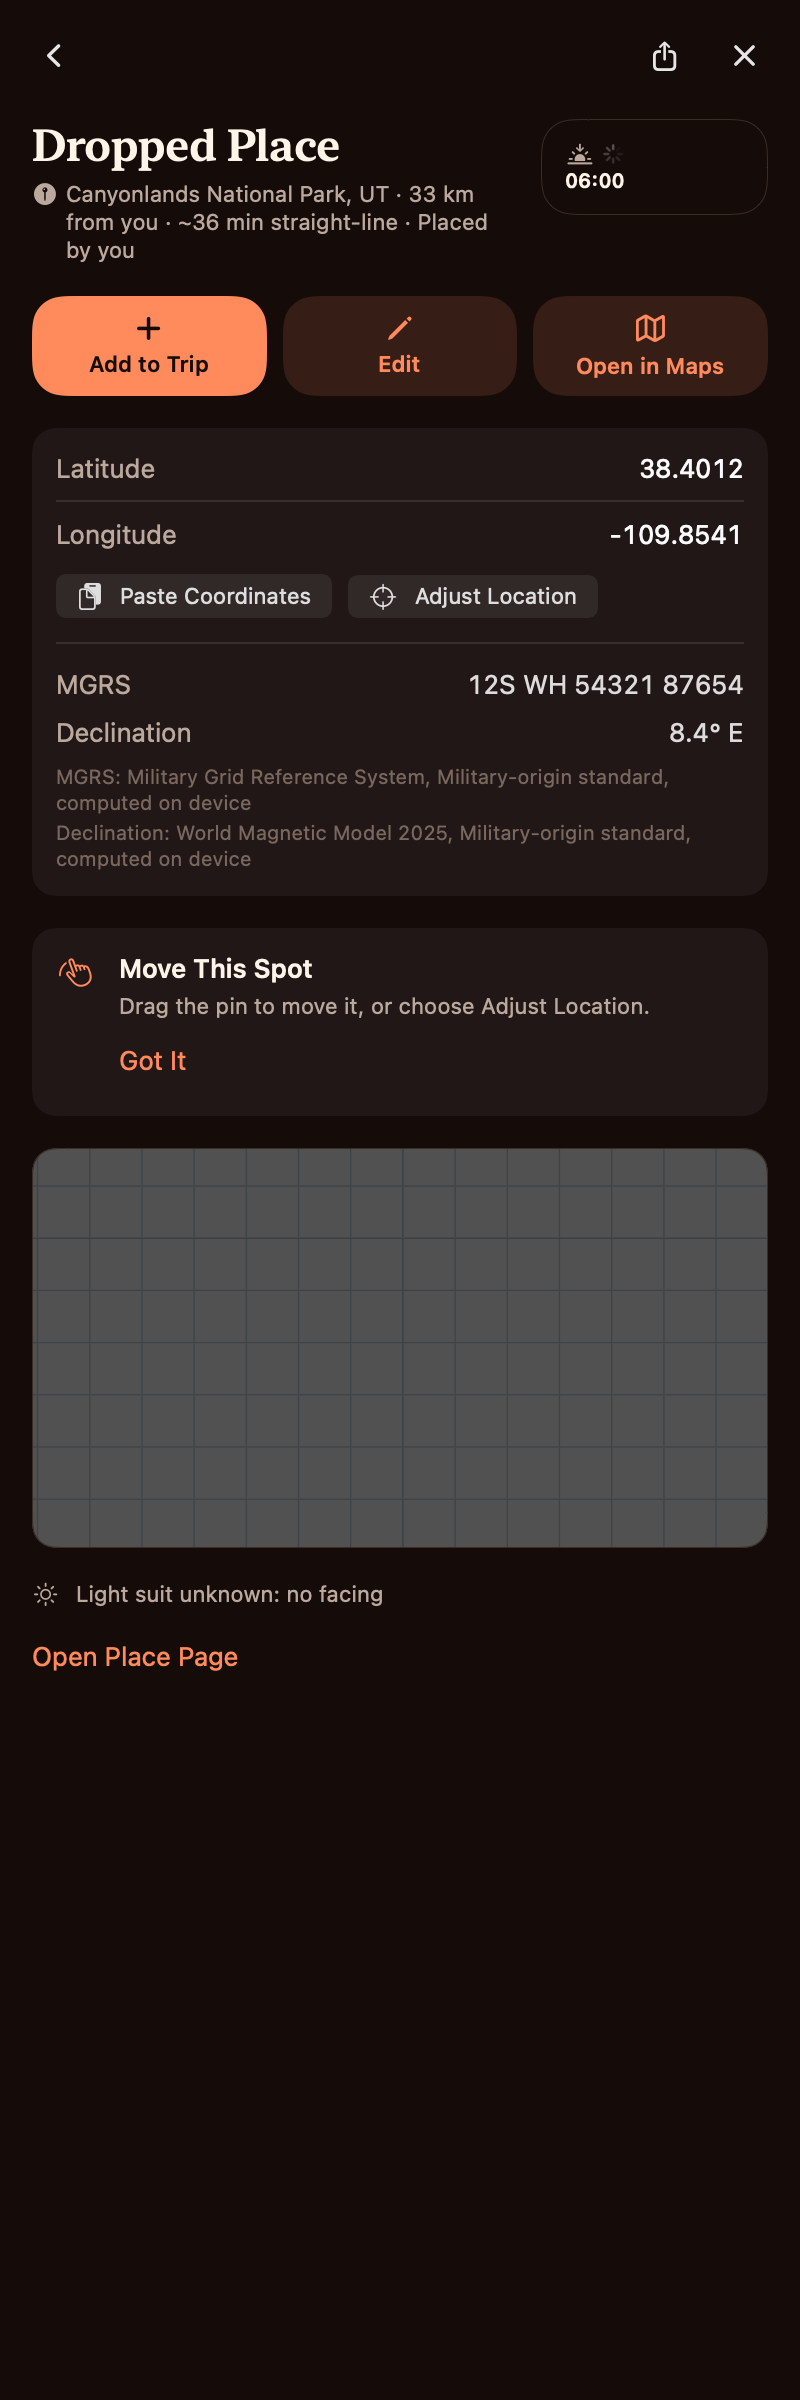 Dropped Place
Canyonlands National Park, UT · 33 km
from you · ~36 min straight-line · Placed
by you
06:00
Add to Trip
Edit
Open in Maps
Latitude
38.4012
Longitude
-109.8541
Paste Coordinates
Adjust Location
MGRS
12S WH 54321 87654
Declination
8.4° E
MGRS: Military Grid Reference System, Military-origin standard,
computed on device
Declination: World Magnetic Model 2025, Military-origin standard,
computed on device
Move This Spot
Drag the pin to move it, or choose Adjust Location.
Got It
Light suit unknown: no facing
Open Place Page